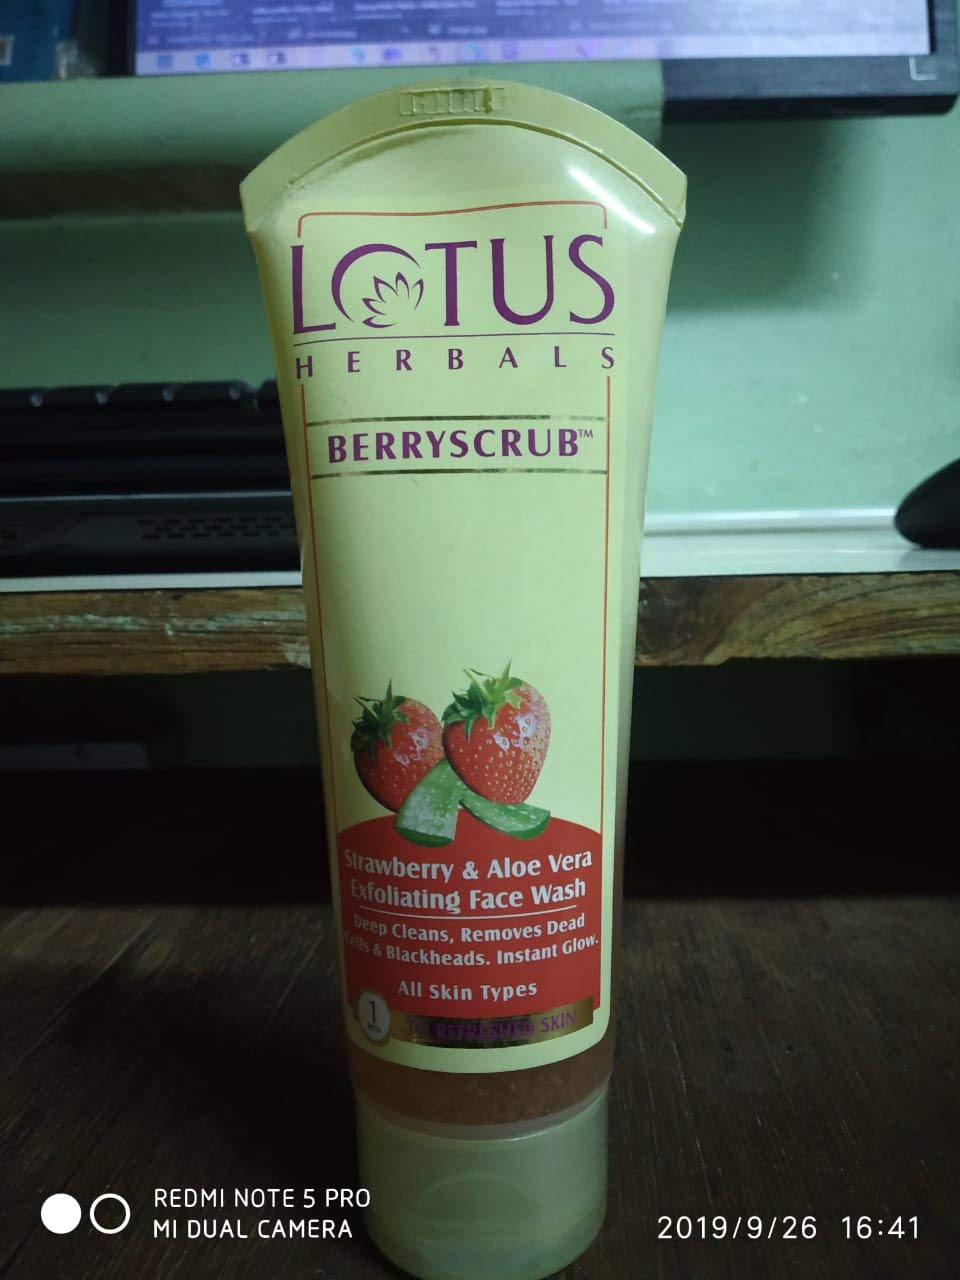 LOTUS
HERBALS
BERRYSCRUB™
Strawberry & Aloe Vera
Exfoliating Face Wash
Deep Cleans, Removes Dead
Cells & Blackheads. Instant Glow.
All Skin Types
1
TO REFRESHED SKIN
REDMI NOTE 5 PRO
MI DUAL CAMERA
2019/9/26 16:41